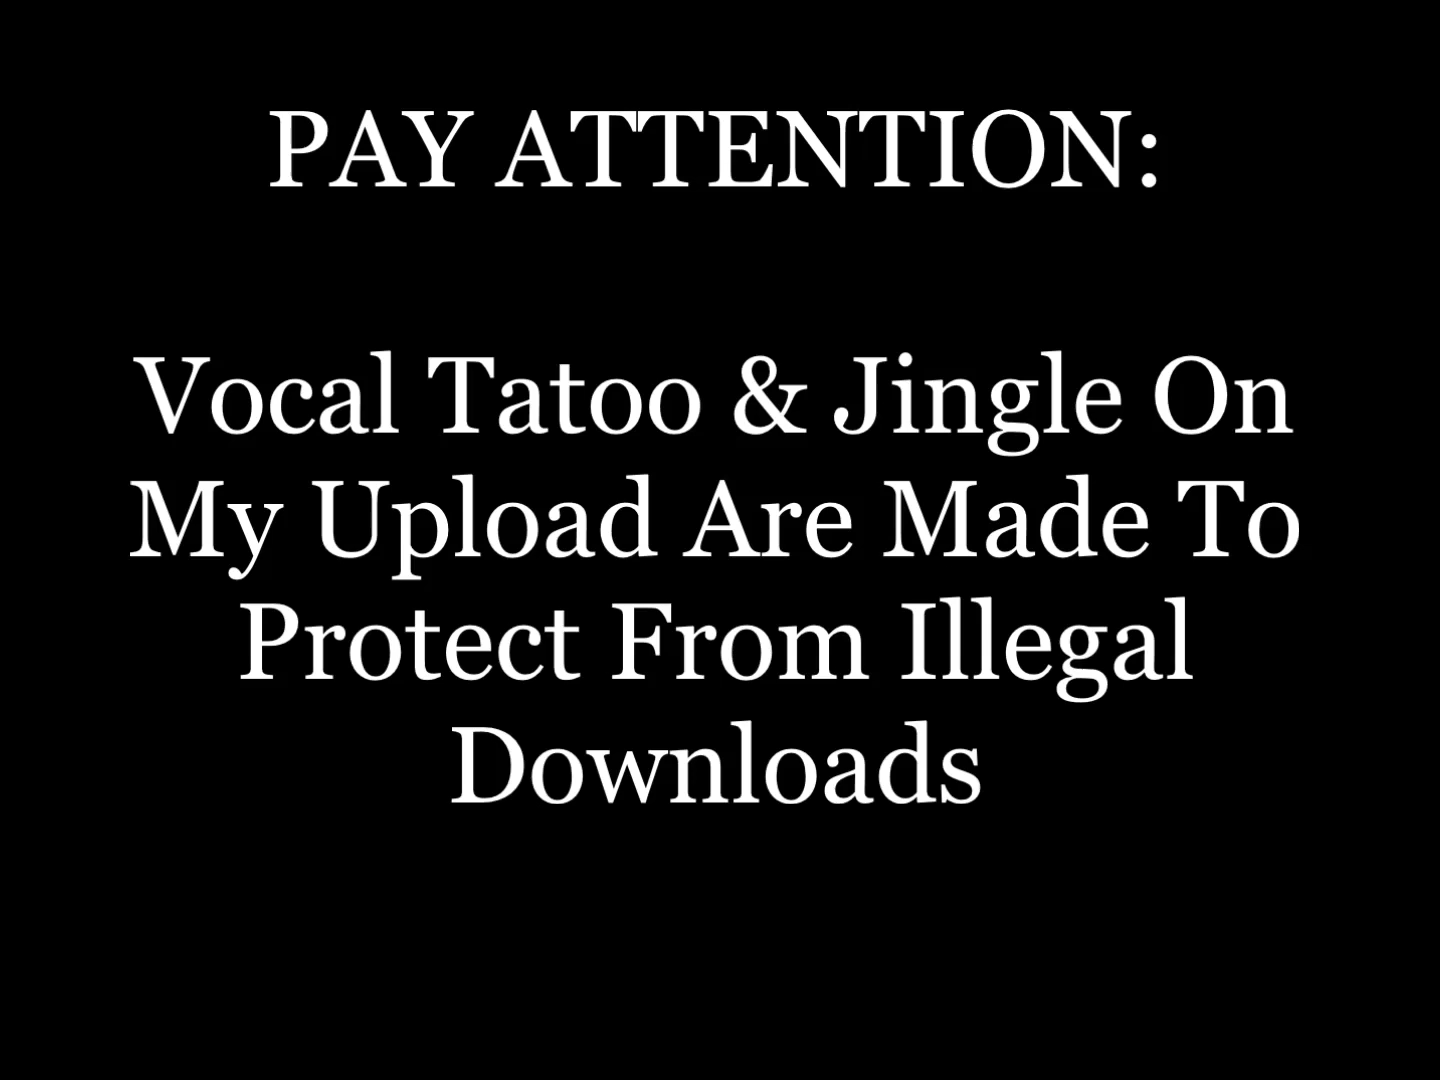 PAY ATTENTION:
Vocal Tatoo & Jingle On
My Upload Are Made To
Protect From Illegal
Downloads